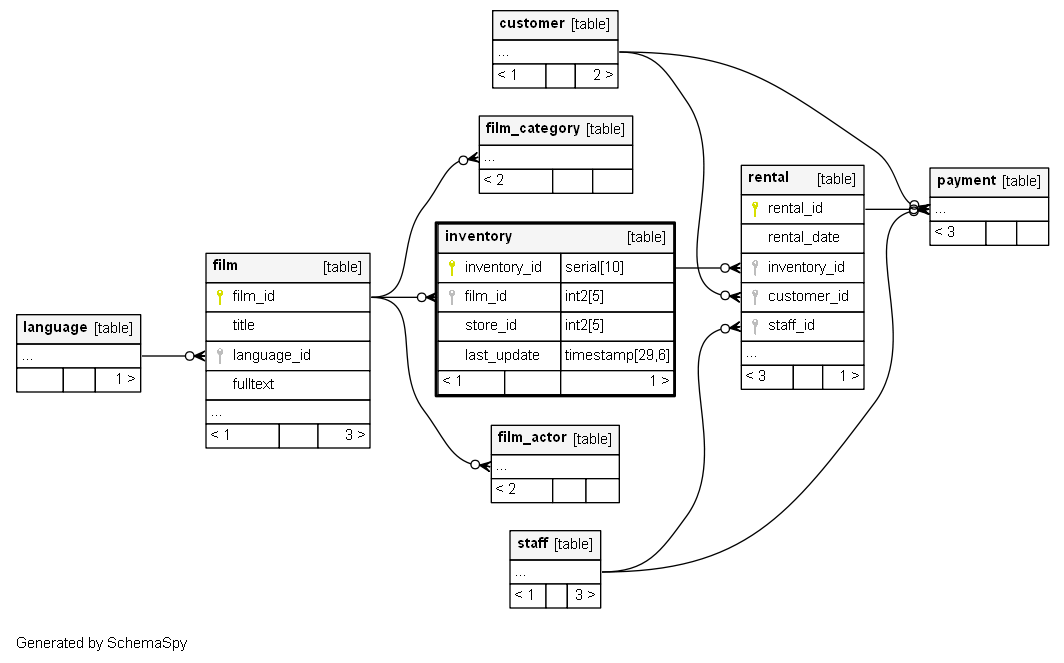 customer [table]
...
< 1 2 >
film_category [table]
...
< 2
rental [table]
rental_id
rental_date
inventory_id
customer_id
staff_id
...
< 3 1 >
payment [table]
...
< 3
inventory [table]
inventory_id serial[10]
film_id int2[5]
store_id int2[5]
last_update timestamp[29,6]
< 1 1 >
film [table]
film_id
title
language_id
fulltext
...
< 1 3 >
language [table]
...
1 >
film_actor [table]
...
< 2
staff [table]
...
< 1 3 >
Generated by SchemaSpy